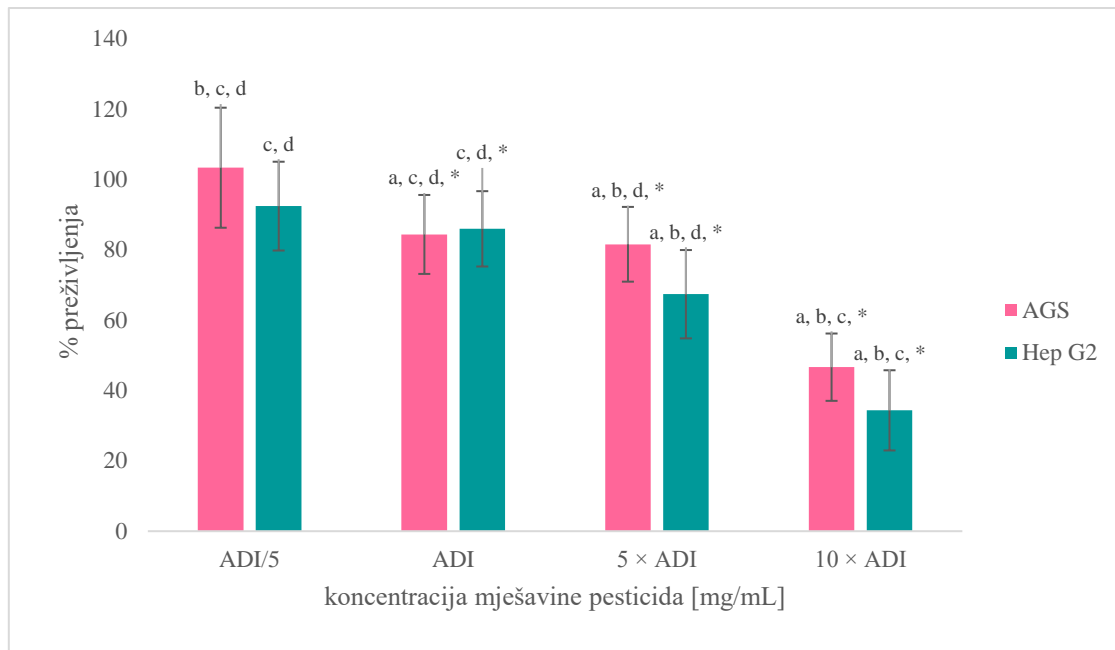 140
120
100
80
60
40
20
0
% preživljenja
b, c, d
c, d
a, c, d, *
c, d, *
a, b, d, *
a, b, d, *
a, b, c, *
a, b, c, *
AGS
Hep G2
ADI/5
ADI
5 × ADI
10 × ADI
koncentracija mješavine pesticida [mg/mL]